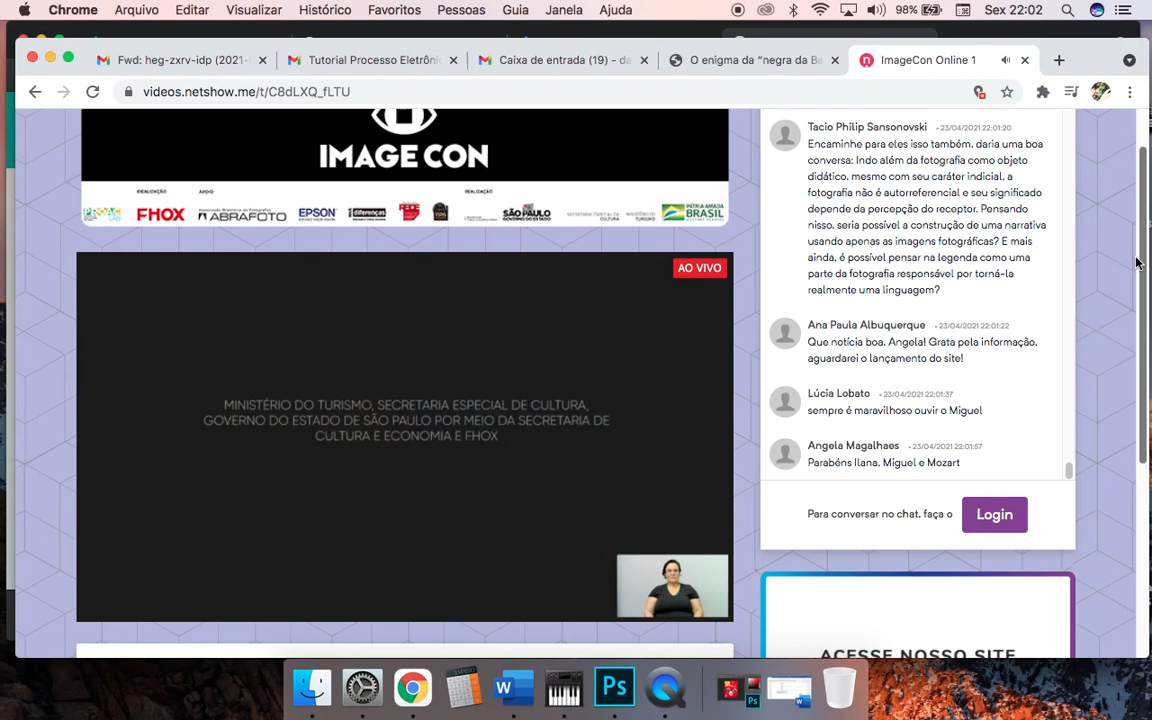 Chrome Arquivo Editar Visualizar Histórico Favoritos Pessoas Guia Janela Ajuda 98% Sex 22:02
Fwd: heg-zxrv-idp (2021- Tutorial Processo Eletrôni Caixa de entrada (19) - da O enigma da “negra da Ba ImageCon Online 1
videos.netshow.me/t/C8dLXQ_fLTU
IMAGE CON
REALIZAÇÃO APOIO REALIZAÇÃO
PROAC FHOX ABRAFOTO EPSON diferenças SÃO PAULO PÁTRIA AMADA BRASIL
AO VIVO
MINISTÉRIO DO TURISMO, SECRETARIA ESPECIAL DE CULTURA,
GOVERNO DO ESTADO DE SÃO PAULO POR MEIO DA SECRETARIA DE
CULTURA E ECONOMIA E FHOX
Tacio Philip Sansonovski • 23/04/2021 22:01:20
Encaminhe para eles isso também, daria uma boa
conversa: Indo além da fotografia como objeto
didático, mesmo com seu caráter indicial, a
fotografia não é autorreferencial e seu significado
depende da percepção do receptor. Pensando
nisso, seria possível a construção de uma narrativa
usando apenas as imagens fotográficas? E mais
ainda, é possível pensar na legenda como uma
parte da fotografia responsável por torná-la
realmente uma linguagem?
Ana Paula Albuquerque • 23/04/2021 22:01:22
Que notícia boa, Angela! Grata pela informação,
aguardarei o lançamento do site!
Lúcia Lobato • 23/04/2021 22:01:37
sempre é maravilhoso ouvir o Miguel
Angela Magalhaes • 23/04/2021 22:01:57
Parabéns Ilana, Miguel e Mozart
Para conversar no chat, faça o Login
ACESSE NOSSO SITE
Ps